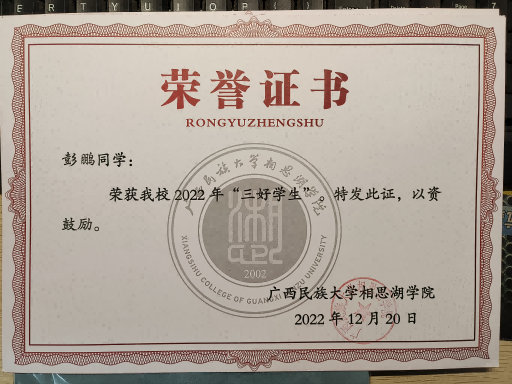 荣誉证书
RONGYUZHENGSHU
彭鹏同学：
荣获我校 2022 年 “三好学生”。特发此证，以资
鼓励。
广西民族大学相思湖学院
XIANGSIHU COLLEGE OF GUANGXI MINZU UNIVERSITY
2002
广西民族大学相思湖学院
2022 年 12 月 20 日